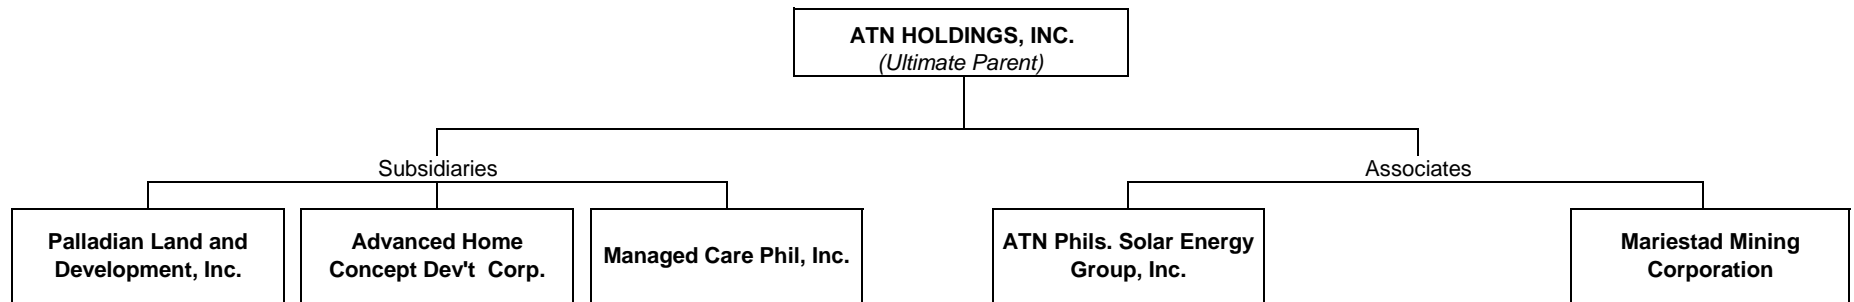 ATN HOLDINGS, INC.
(Ultimate Parent)
Subsidiaries
Associates
Palladian Land and
Development, Inc.
Advanced Home
Concept Dev't Corp.
Managed Care Phil, Inc.
ATN Phils. Solar Energy
Group, Inc.
Mariestad Mining
Corporation